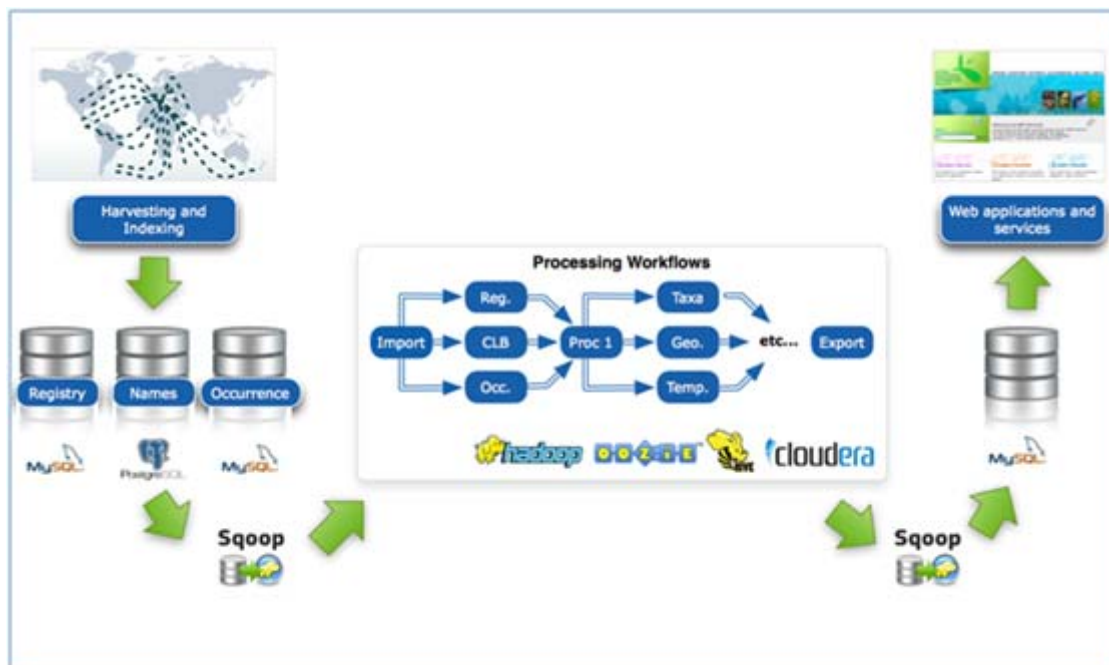 Harvesting and
Indexing
Registry
Names
Occurrence
MySQL
PostgreSQL
MySQL
Sqoop
Processing Workflows
Import
Reg.
CLB
Occ.
Proc 1
Taxa
Geo.
Temp.
etc...
Export
hadoop
OOZIE
cloudera
Sqoop
MySQL
Web applications and
services